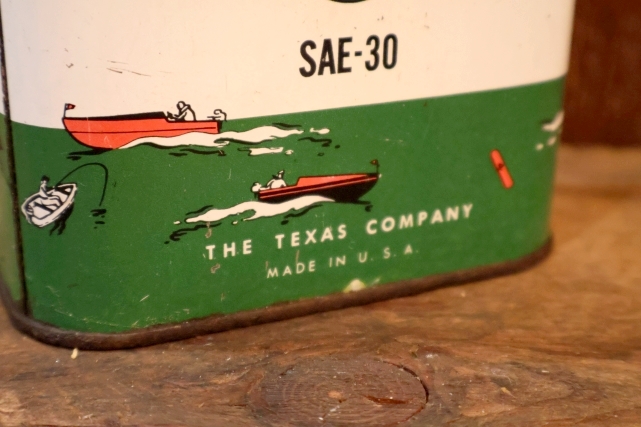 SAE-30
THE TEXAS COMPANY
MADE IN U. S. A.